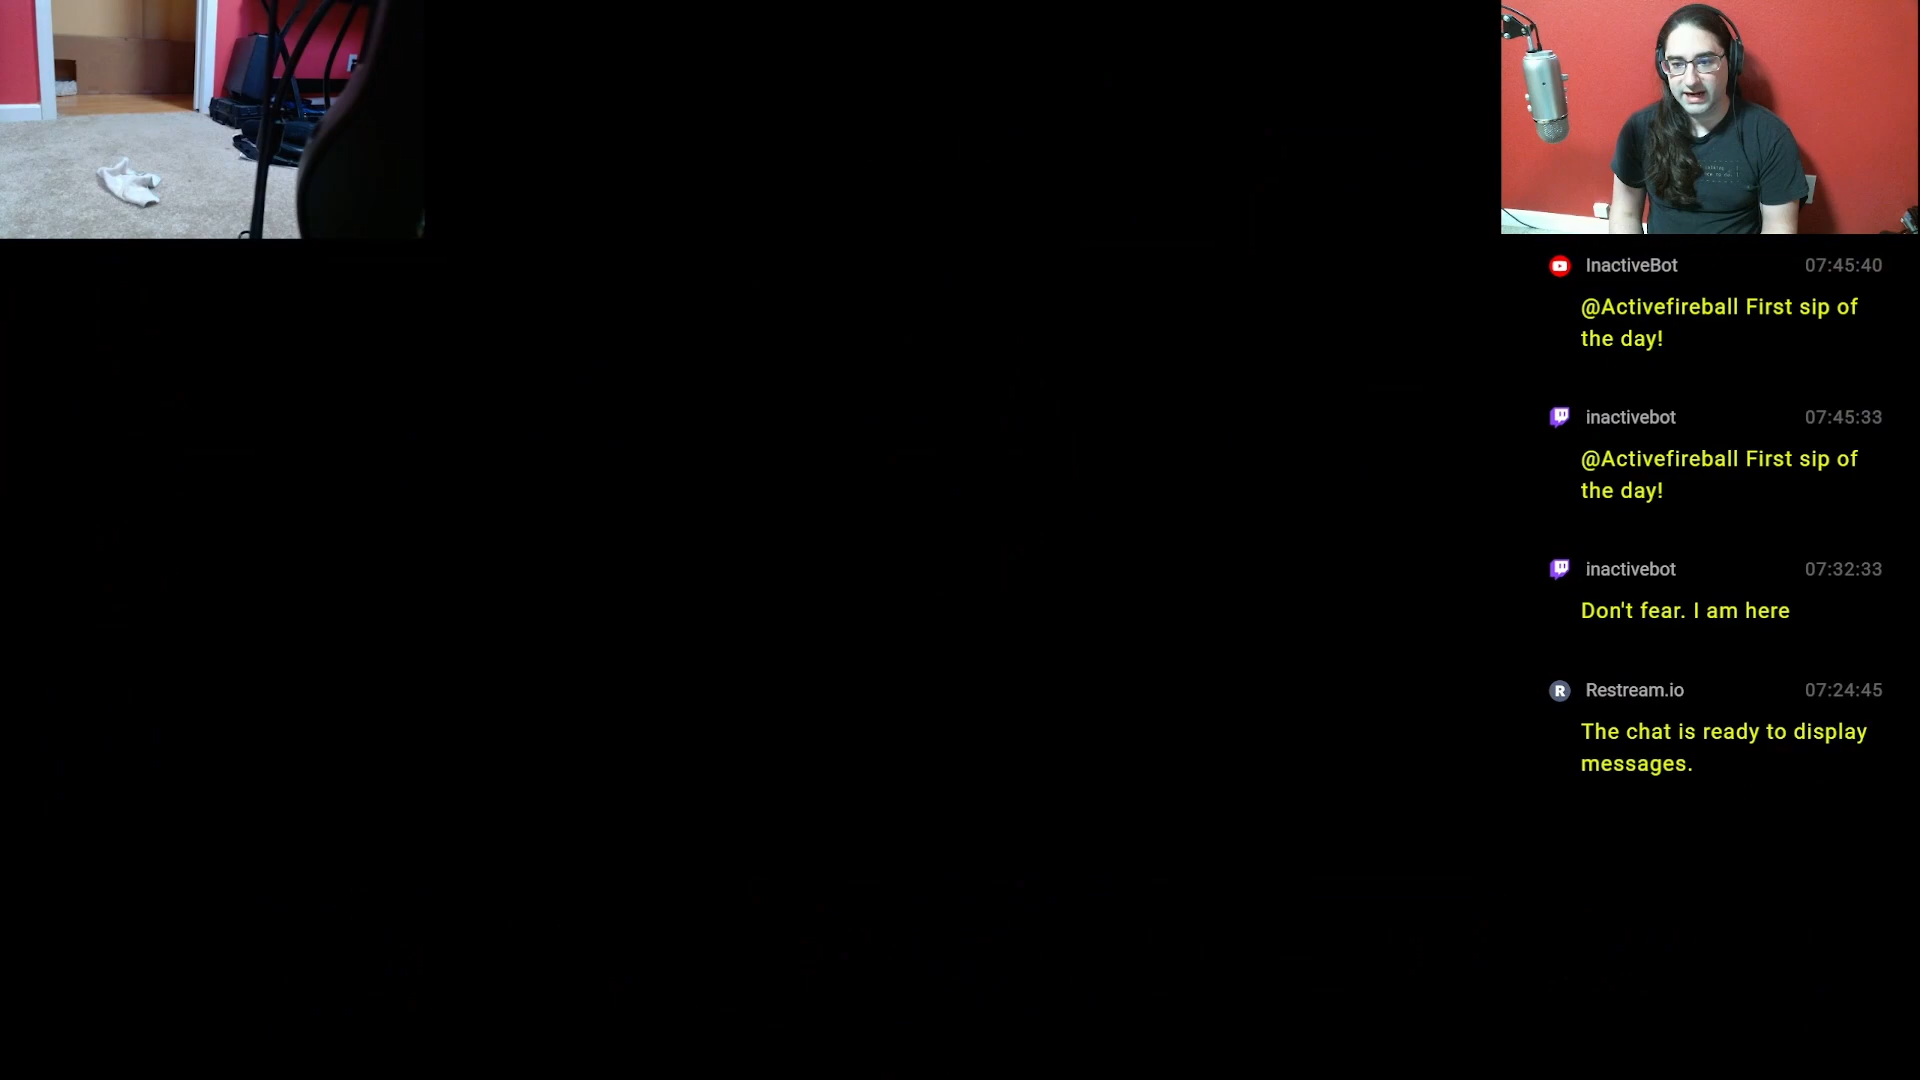 InactiveBot 07:45:40
@Activefireball First sip of
the day!
inactivebot 07:45:33
@Activefireball First sip of
the day!
inactivebot 07:32:33
Don't fear. I am here
R Restream.io 07:24:45
The chat is ready to display
messages.